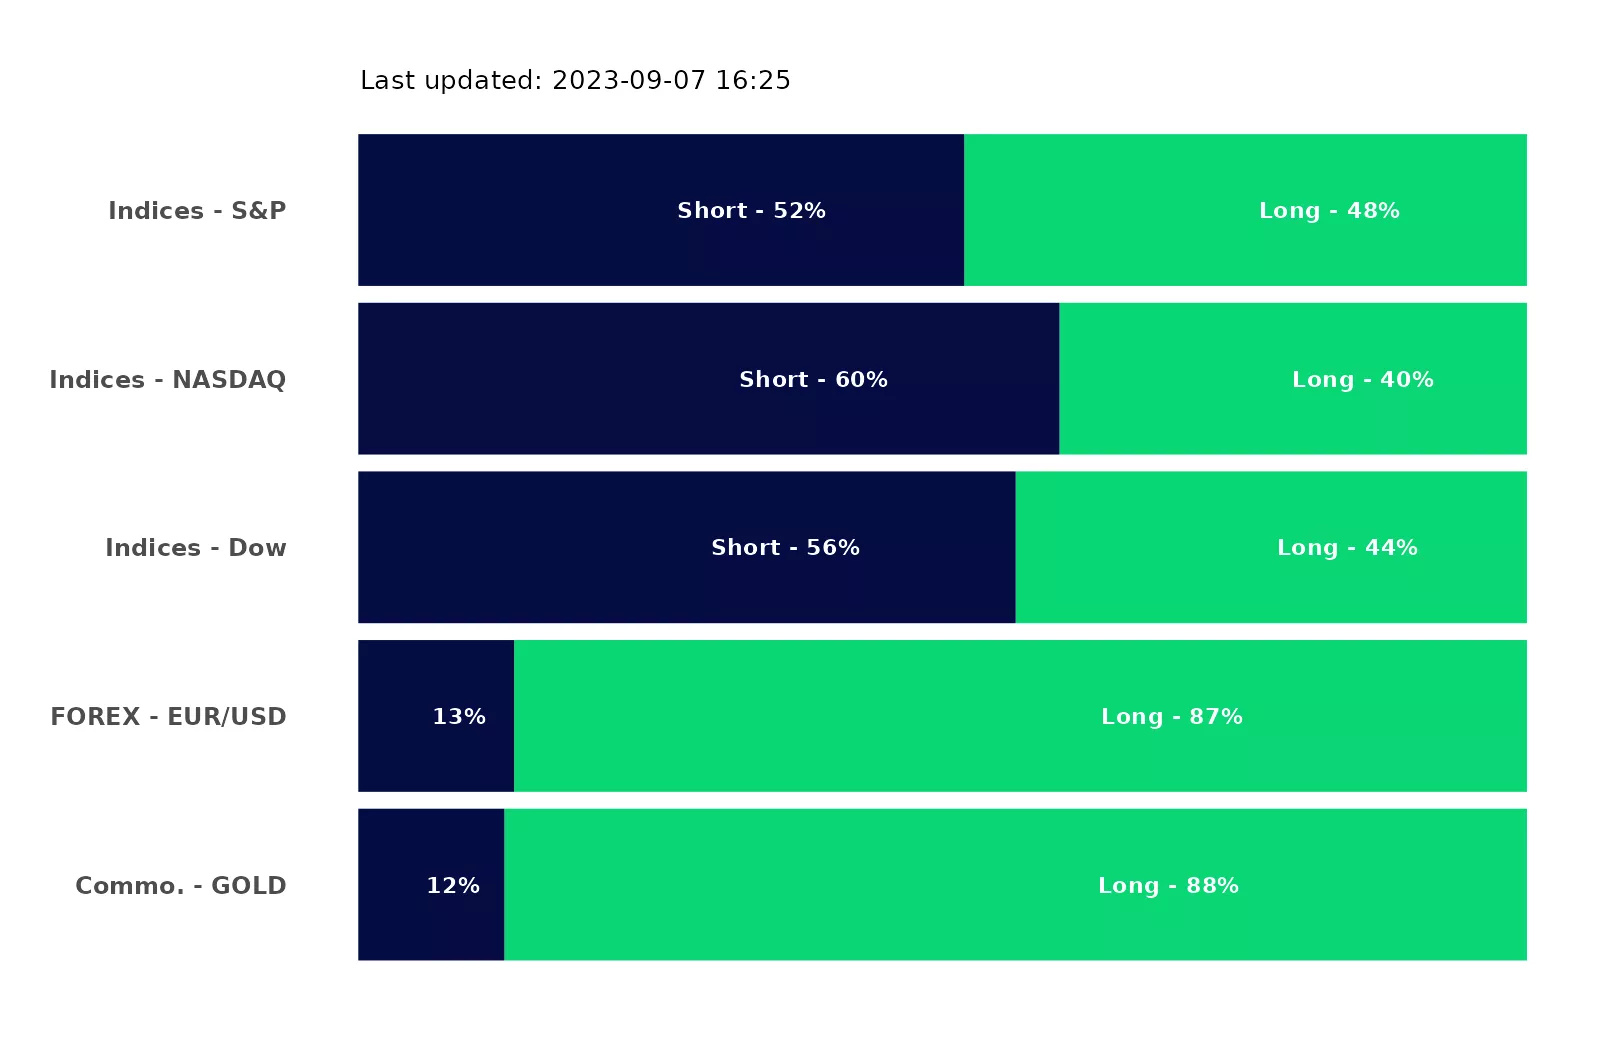 Last updated: 2023-09-07 16:25
Indices - S&P Short - 52% Long - 48%
Indices - NASDAQ Short - 60% Long - 40%
Indices - Dow Short - 56% Long - 44%
FOREX - EUR/USD 13% Long - 87%
Commo. - GOLD 12% Long - 88%